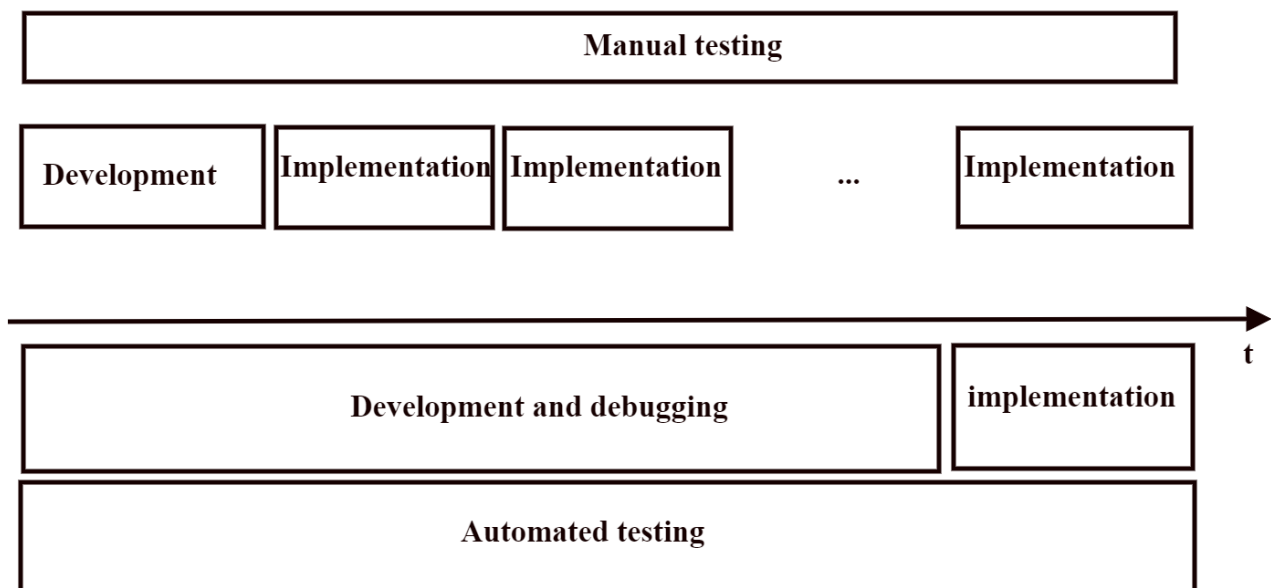 Manual testing
Development
Implementation
Implementation
...
Implementation
t
Development and debugging
implementation
Automated testing